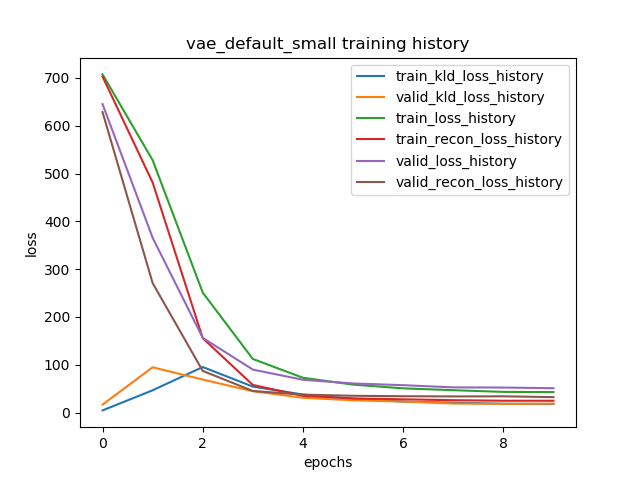 vae_default_small training history
train_kld_loss_history
valid_kld_loss_history
train_loss_history
train_recon_loss_history
valid_loss_history
valid_recon_loss_history
loss
700
600
500
400
300
200
100
0
0 2 4 6 8
epochs